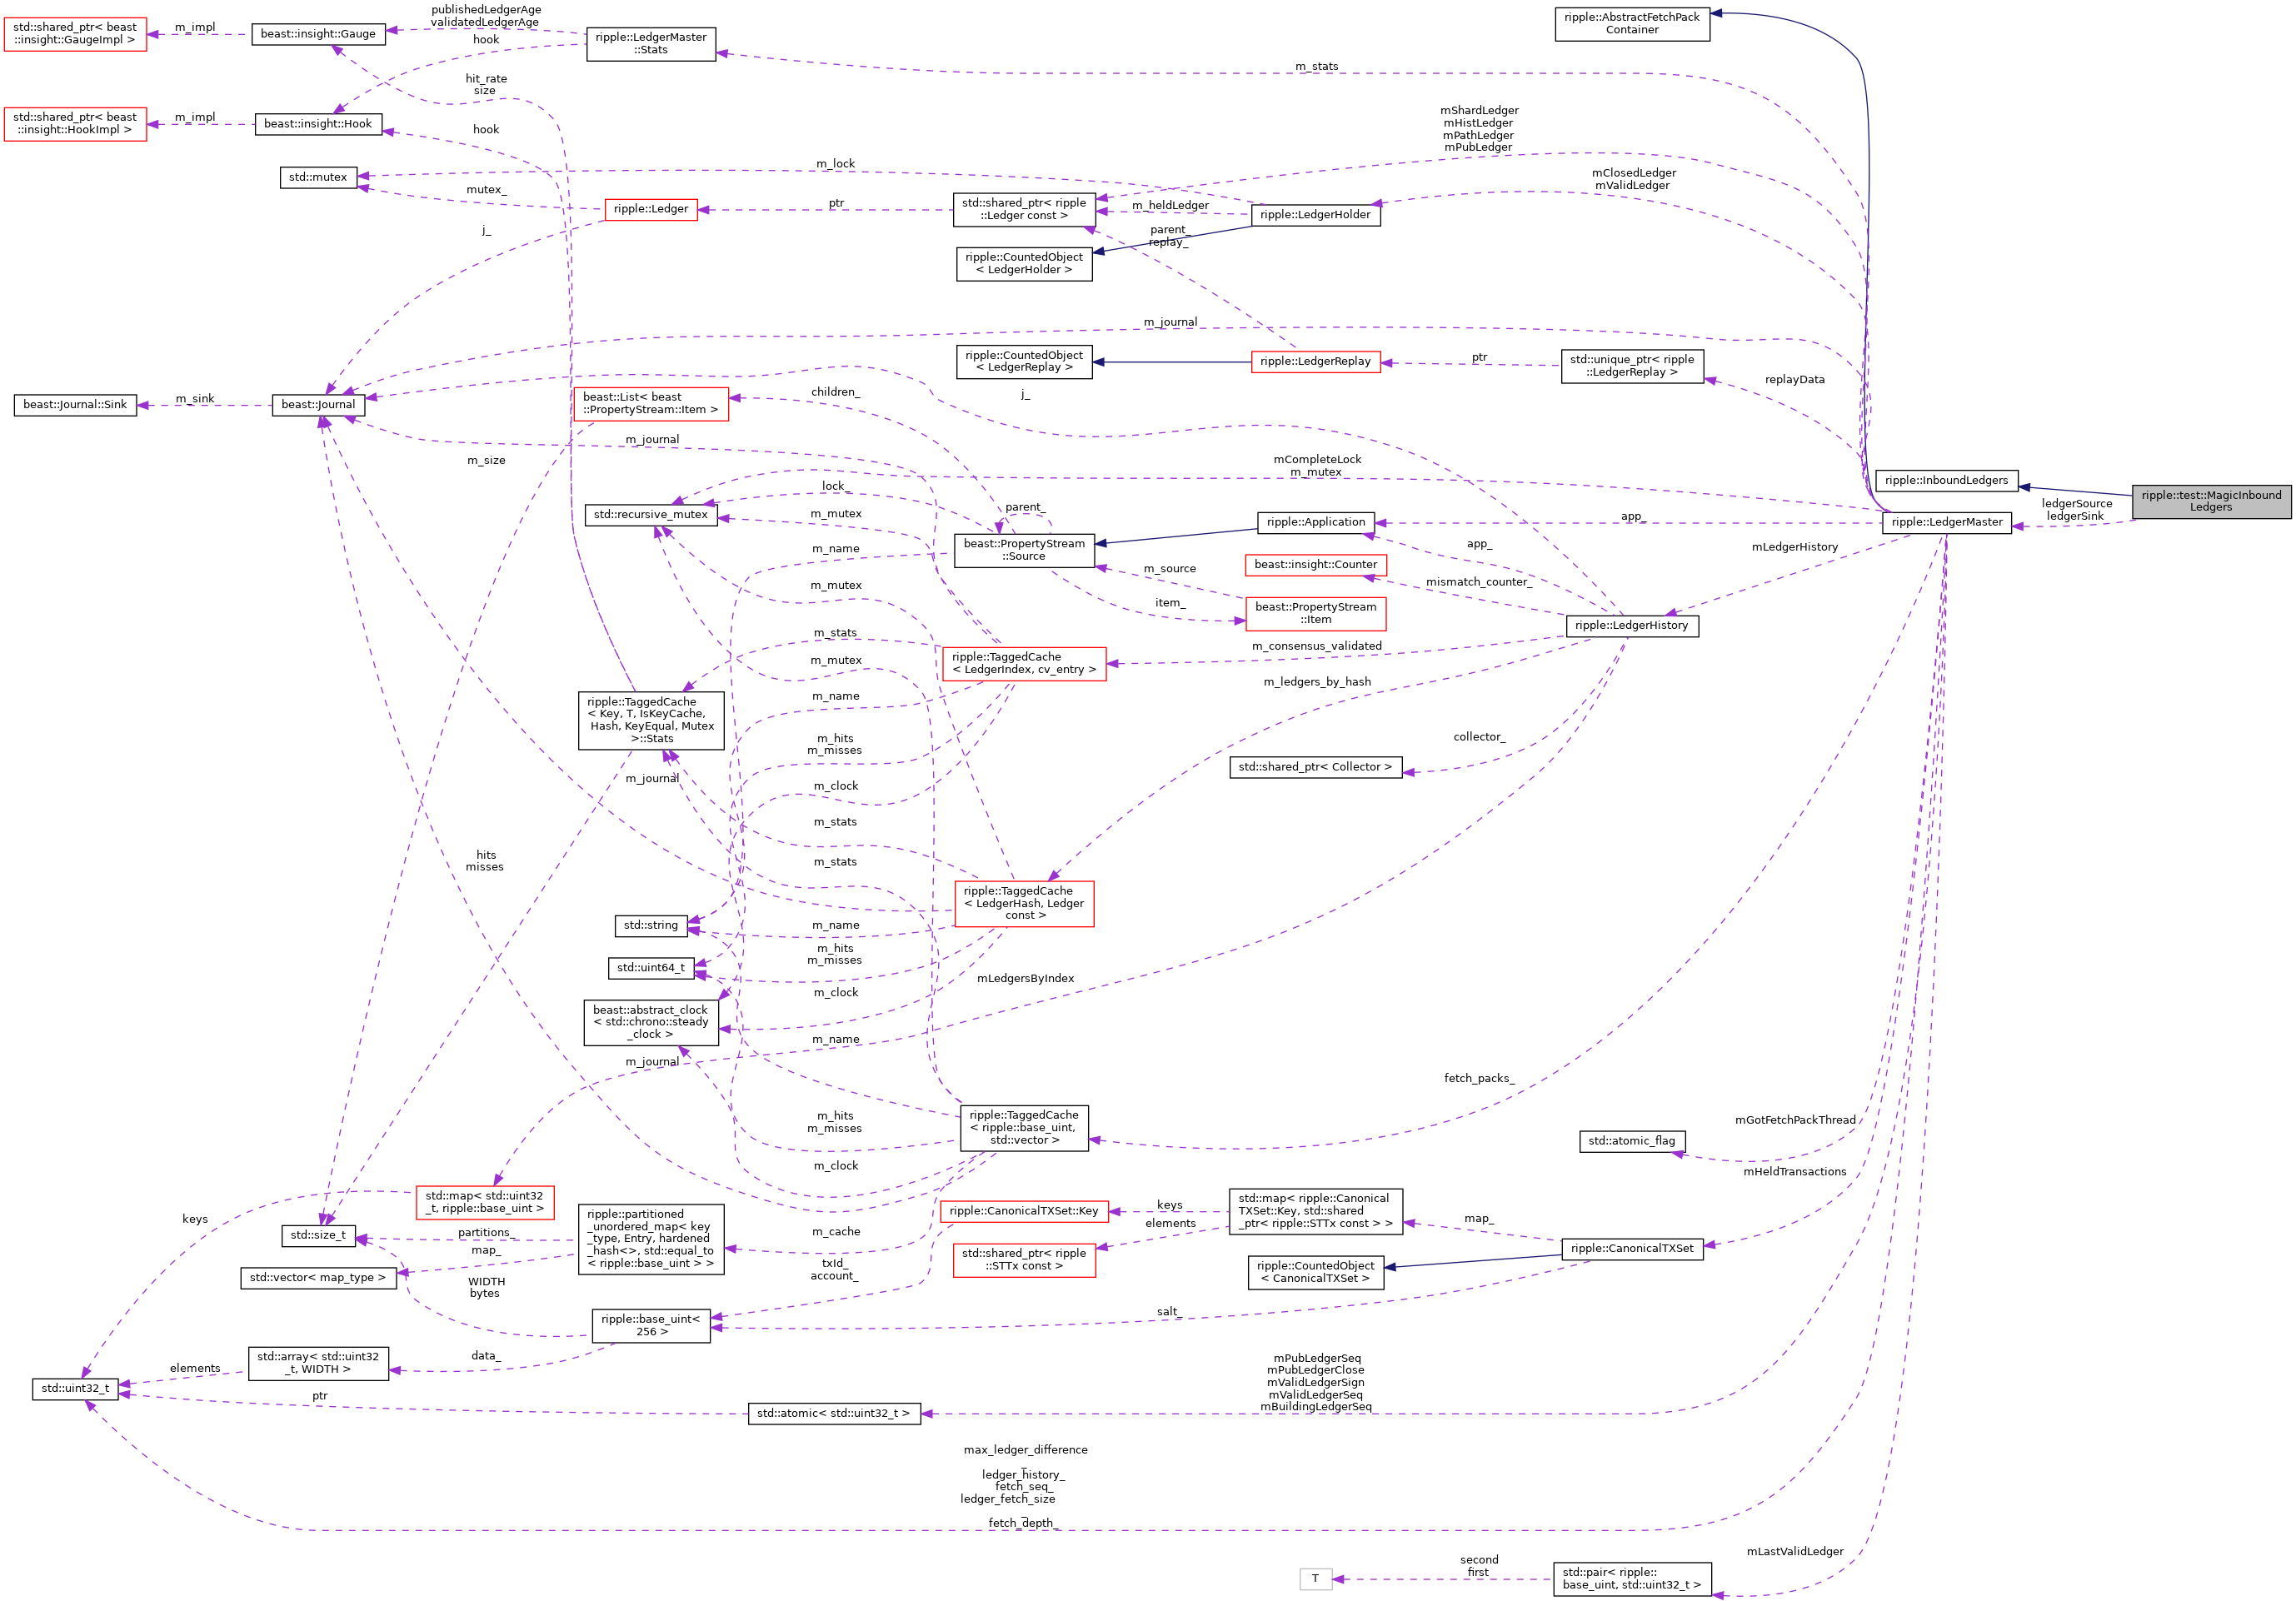 std::shared_ptr< beast
::insight::GaugeImpl >
m_impl
beast::insight::Gauge
publishedLedgerAge
validatedLedgerAge
hook
ripple::LedgerMaster
::Stats
ripple::AbstractFetchPack
Container
m_stats
hit_rate
size
std::shared_ptr< beast
::insight::HookImpl >
m_impl
beast::insight::Hook
hook
mShardLedger
mHistLedger
mPathLedger
mPubLedger
std::mutex
m_lock
mutex_
ripple::Ledger
ptr
std::shared_ptr< ripple
::Ledger const >
m_heldLedger
ripple::LedgerHolder
mClosedLedger
mValidLedger
j_
parent_
replay_
ripple::CountedObject
< LedgerHolder >
m_journal
ripple::CountedObject
< LedgerReplay >
ripple::LedgerReplay
ptr
std::unique_ptr< ripple
::LedgerReplay >
replayData
beast::Journal::Sink
m_sink
beast::Journal
beast::List< beast
::PropertyStream::Item >
children_
j_
m_journal
m_size
mCompleteLock
m_mutex
lock_
std::recursive_mutex
m_mutex
parent_
ripple::Application
app_
ripple::InboundLedgers
ripple::LedgerMaster
ledgerSource
ledgerSink
ripple::test::MagicInbound
Ledgers
beast::PropertyStream
::Source
m_name
app_
mLedgerHistory
beast::insight::Counter
m_source
mismatch_counter_
m_mutex
item_
beast::PropertyStream
::Item
ripple::LedgerHistory
m_stats
m_consensus_validated
ripple::TaggedCache
< LedgerIndex, cv_entry >
m_mutex
m_ledgers_by_hash
m_name
ripple::TaggedCache
< Key, T, IsKeyCache,
Hash, KeyEqual, Mutex
>::Stats
m_hits
m_misses
collector_
std::shared_ptr< Collector >
m_journal
m_clock
m_stats
hits
misses
m_stats
ripple::TaggedCache
< LedgerHash, Ledger
const >
std::string
m_name
m_hits
m_misses
std::uint64_t
mLedgersByIndex
m_clock
beast::abstract_clock
< std::chrono::steady
_clock >
m_name
m_journal
fetch_packs_
ripple::TaggedCache
< ripple::base_uint,
std::vector >
m_hits
m_misses
mGotFetchPackThread
std::atomic_flag
m_clock
mHeldTransactions
std::map< std::uint32
_t, ripple::base_uint >
keys
ripple::partitioned
_unordered_map< key
_type, Entry, hardened
_hash<>, std::equal_to
< ripple::base_uint > >
m_cache
ripple::CanonicalTXSet::Key
keys
elements
std::map< ripple::Canonical
TXSet::Key, std::shared
_ptr< ripple::STTx const > >
map_
ripple::CanonicalTXSet
std::size_t
partitions_
map_
std::shared_ptr< ripple
::STTx const >
std::vector< map_type >
WIDTH
bytes
txId_
account_
ripple::CountedObject
< CanonicalTXSet >
salt_
ripple::base_uint<
256 >
data_
std::array< std::uint32
_t, WIDTH >
elements
std::uint32_t
ptr
std::atomic< std::uint32_t >
mPubLedgerSeq
mPubLedgerClose
mValidLedgerSign
mValidLedgerSeq
mBuildingLedgerSeq
max_ledger_difference
_
ledger_history_
fetch_seq_
ledger_fetch_size
_
fetch_depth_
mLastValidLedger
T
second
first
std::pair< ripple::
base_uint, std::uint32_t >